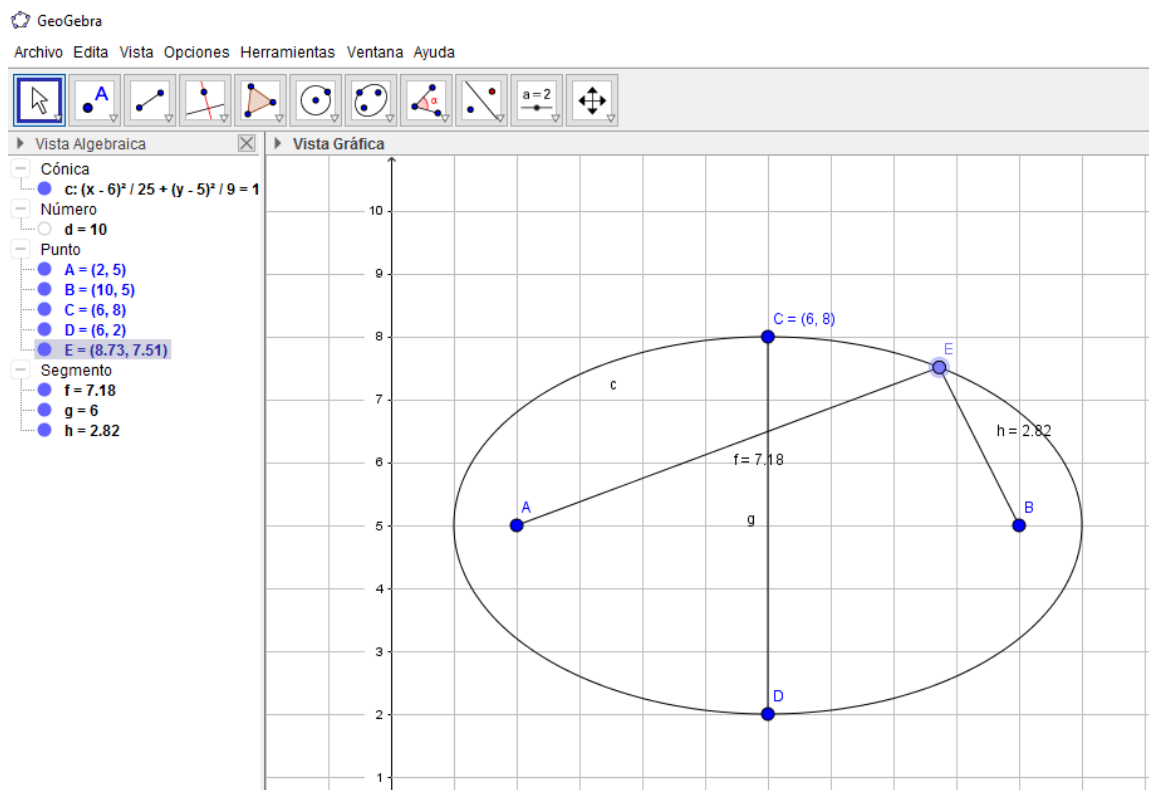 GeoGebra
Archivo Edita Vista Opciones Herramientas Ventana Ayuda
A
α
a=2
Vista Algebraica
Vista Gráfica
Cónica
c: (x - 6)² / 25 + (y - 5)² / 9 = 1
Número
d = 10
Punto
A = (2, 5)
B = (10, 5)
C = (6, 8)
D = (6, 2)
E = (8.73, 7.51)
Segmento
f = 7.18
g = 6
h = 2.82
10
9
C = (6, 8)
8
E
c
7
h = 2.82
6
f = 7.18
A
B
g
5
4
3
D
2
1